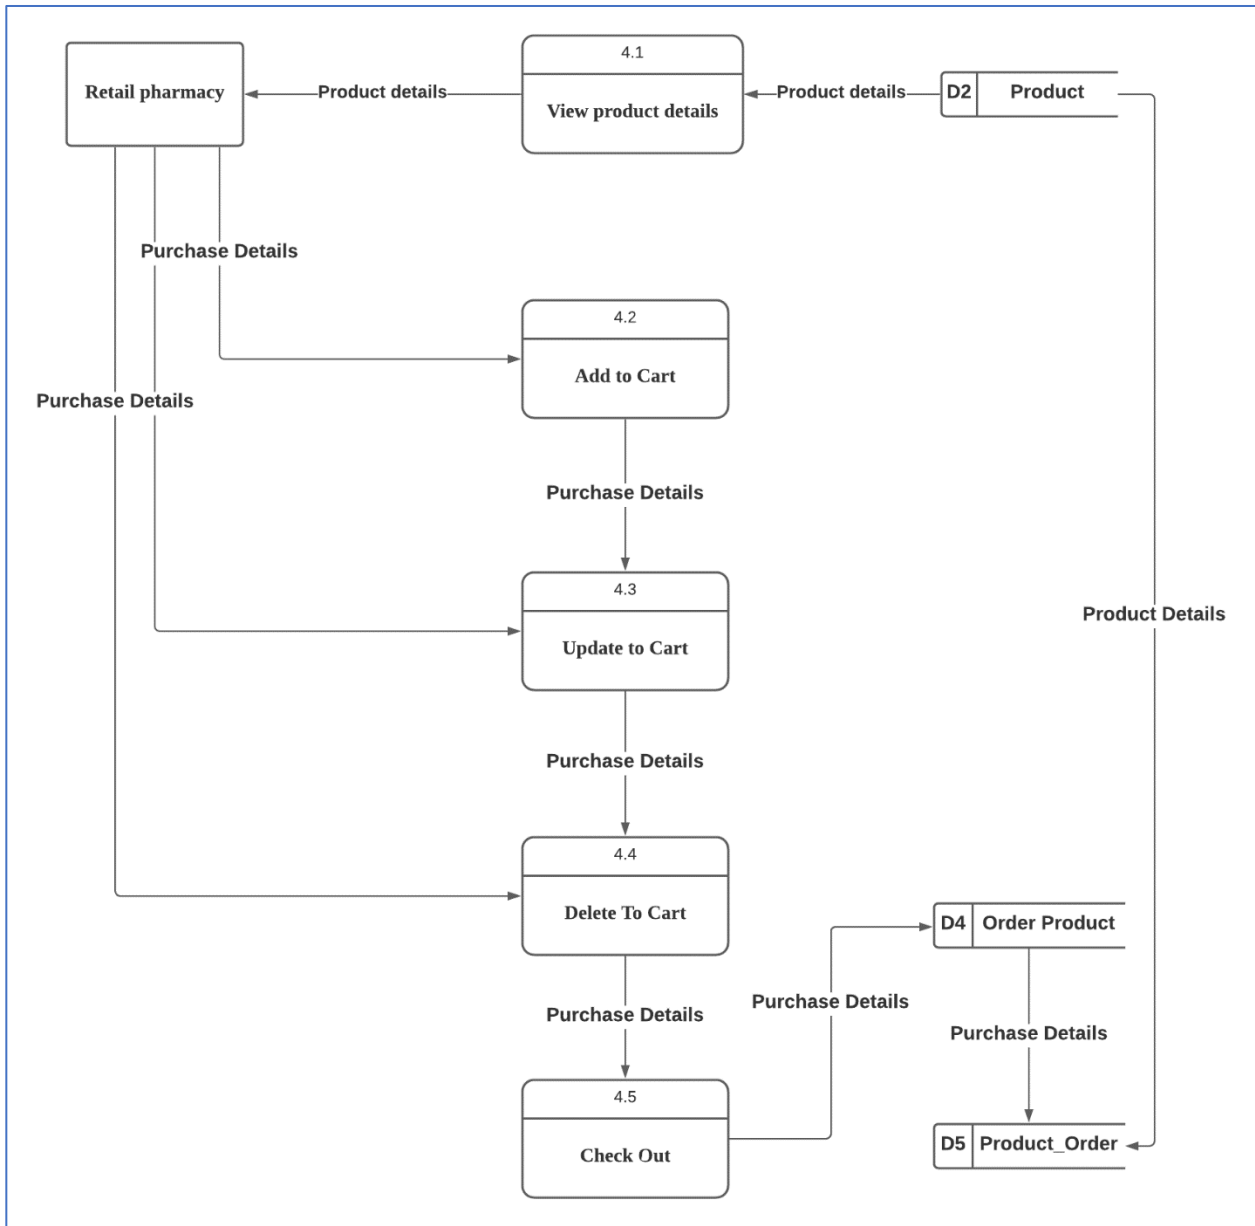 4.1
Retail pharmacy
Product details
View product details
Product details
D2
Product
Purchase Details
4.2
Add to Cart
Purchase Details
Purchase Details
4.3
Update to Cart
Product Details
Purchase Details
4.4
Delete To Cart
D4
Order Product
Purchase Details
Purchase Details
Purchase Details
4.5
Check Out
D5
Product_Order